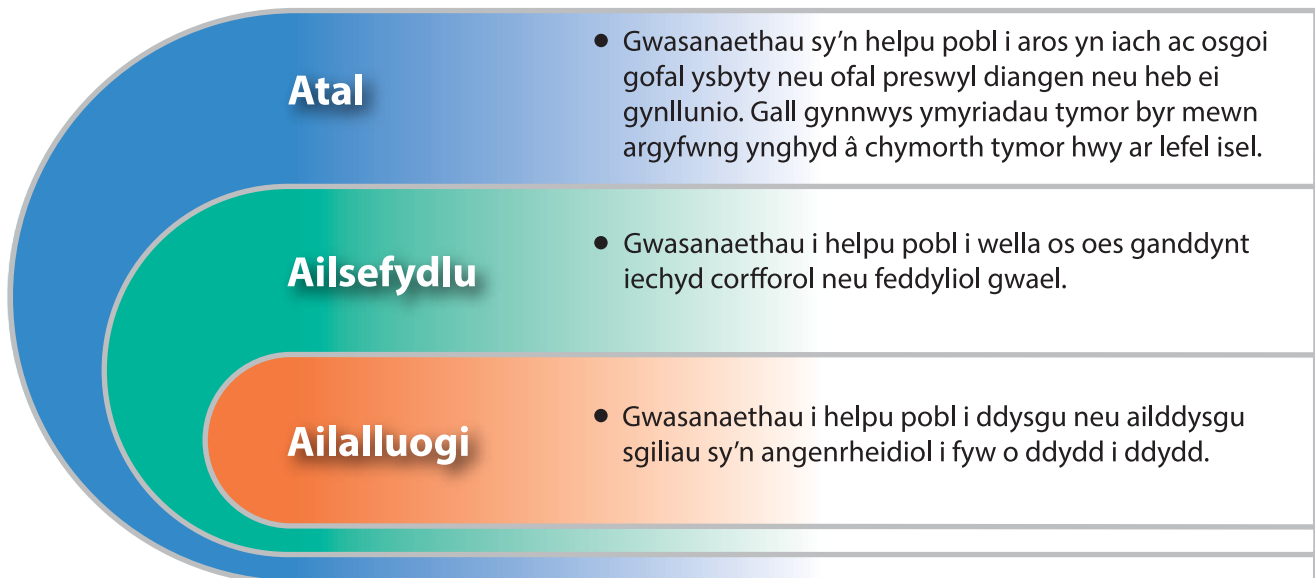 Atal
• Gwasanaethau sy’n helpu pobl i aros yn iach ac osgoi
gofal ysbyty neu ofal preswyl diangen neu heb ei
gynllunio. Gall gynnwys ymyriadau tymor byr mewn
argyfwng ynghyd â chymorth tymor hwy ar lefel isel.
Ailsefydlu
• Gwasanaethau i helpu pobl i wella os oes ganddynt
iechyd corfforol neu feddyliol gwael.
Ailalluogi
• Gwasanaethau i helpu pobl i ddysgu neu ailddysgu
sgiliau sy’n angenrheidiol i fyw o ddydd i ddydd.